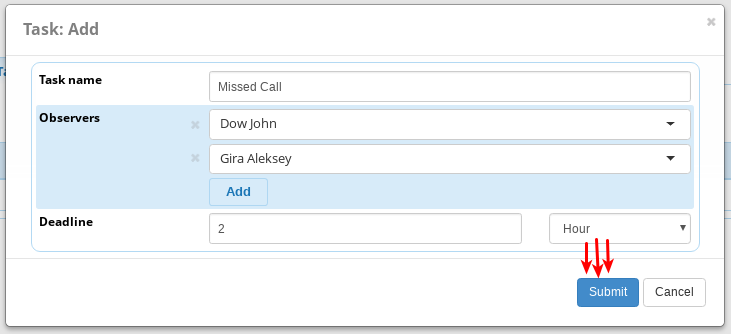 Task: Add
Task name
Missed Call
Observers
Dow John
Gira Aleksey
Add
Deadline
2
Hour
Submit
Cancel